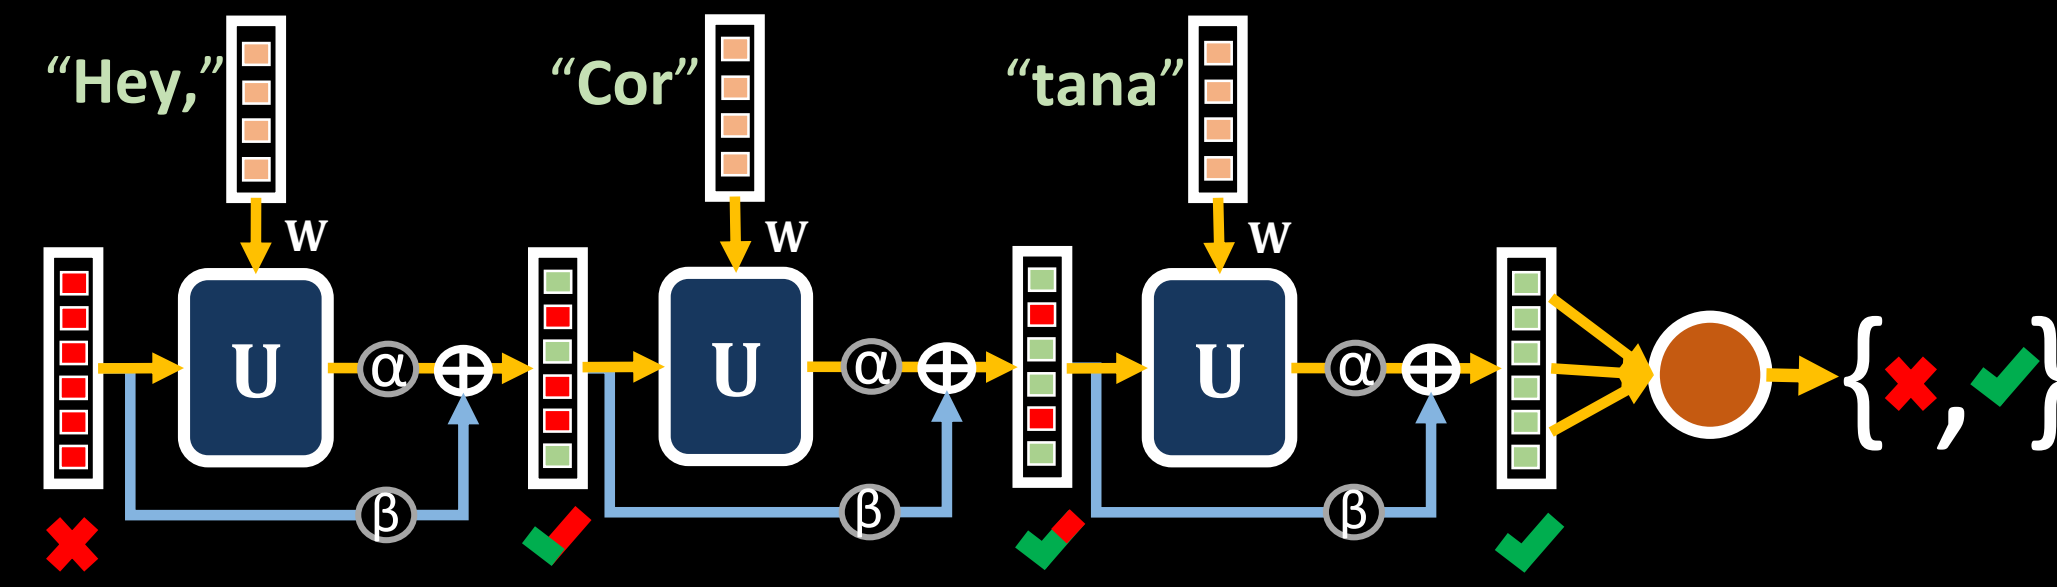 “Hey,” “Cor” “tana”
W W W
U α ⊕ U α ⊕ U α ⊕ { , }
β β β